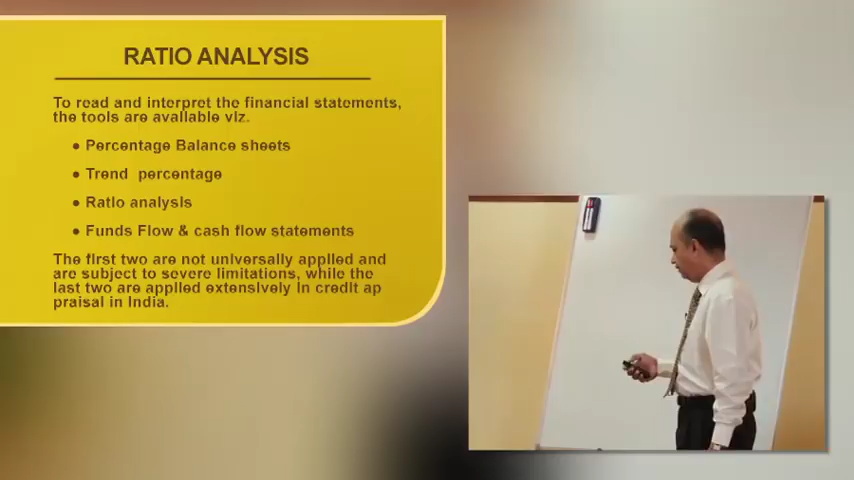 RATIO ANALYSIS
To read and interpret the financial statements,
the tools are available viz.
● Percentage Balance sheets
● Trend percentage
● Ratio analysis
● Funds Flow & cash flow statements
The first two are not universally applied and
are subject to severe limitations, while the
last two are applied extensively in credit ap
praisal in India.